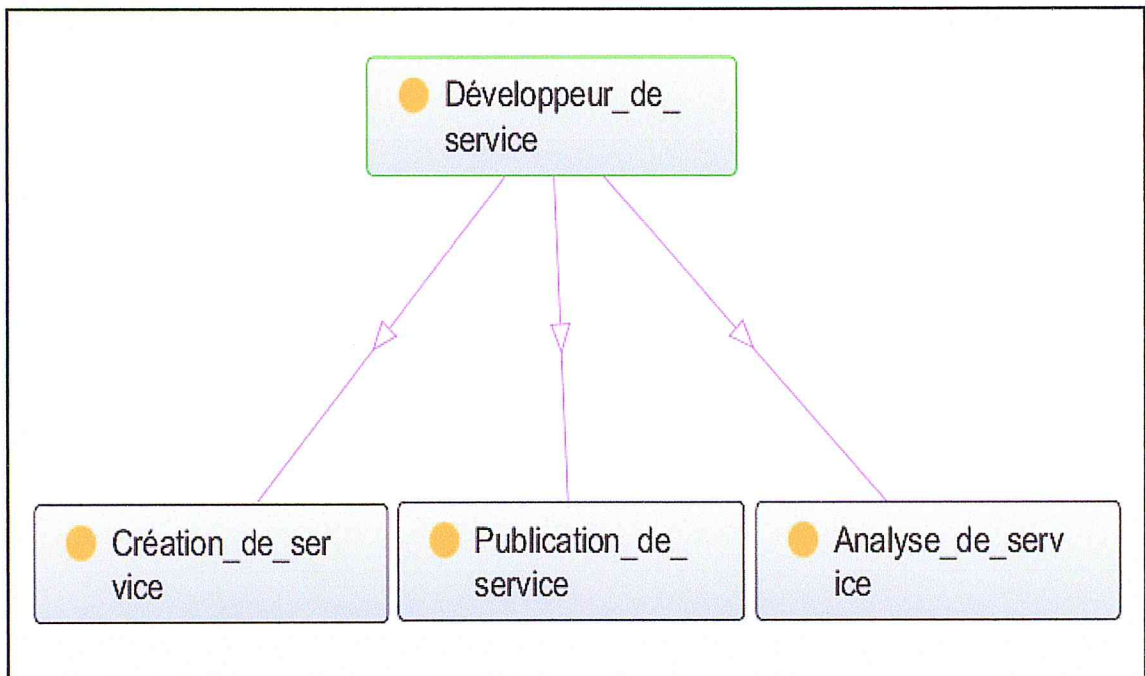 Développeur_de_
service
Création_de_ser
vice
Publication_de_
service
Analyse_de_serv
ice